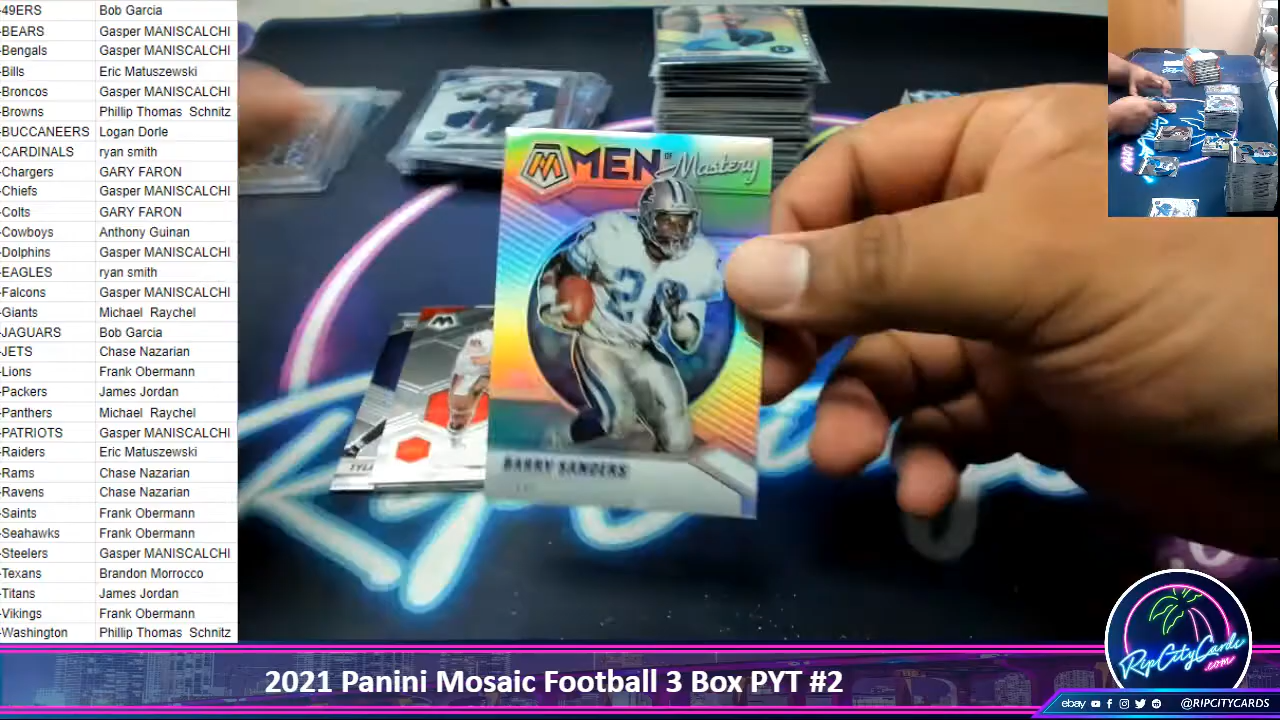 -49ERS Bob Garcia
-BEARS Gasper MANISCALCHI
-Bengals Gasper MANISCALCHI
-Bills Eric Matuszewski
-Broncos Gasper MANISCALCHI
-Browns Phillip Thomas Schnitz
-BUCCANEERS Logan Dorle
-CARDINALS ryan smith
-Chargers GARY FARON
-Chiefs Gasper MANISCALCHI
-Colts GARY FARON
-Cowboys Anthony Guinan
-Dolphins Gasper MANISCALCHI
-EAGLES ryan smith
-Falcons Gasper MANISCALCHI
-Giants Michael Raychel
-JAGUARS Bob Garcia
-JETS Chase Nazarian
-Lions Frank Obermann
-Packers James Jordan
-Panthers Michael Raychel
-PATRIOTS Gasper MANISCALCHI
-Raiders Eric Matuszewski
-Rams Chase Nazarian
-Ravens Chase Nazarian
-Saints Frank Obermann
-Seahawks Frank Obermann
-Steelers Gasper MANISCALCHI
-Texans Brandon Morrocco
-Titans James Jordan
-Vikings Frank Obermann
-Washington Phillip Thomas Schnitz
MEN OF Mastery
20
BARRY SANDERS
TYL
RipCityCards
.com
2021 Panini Mosaic Football 3 Box PYT #2
ebay @RIPCITYCARDS